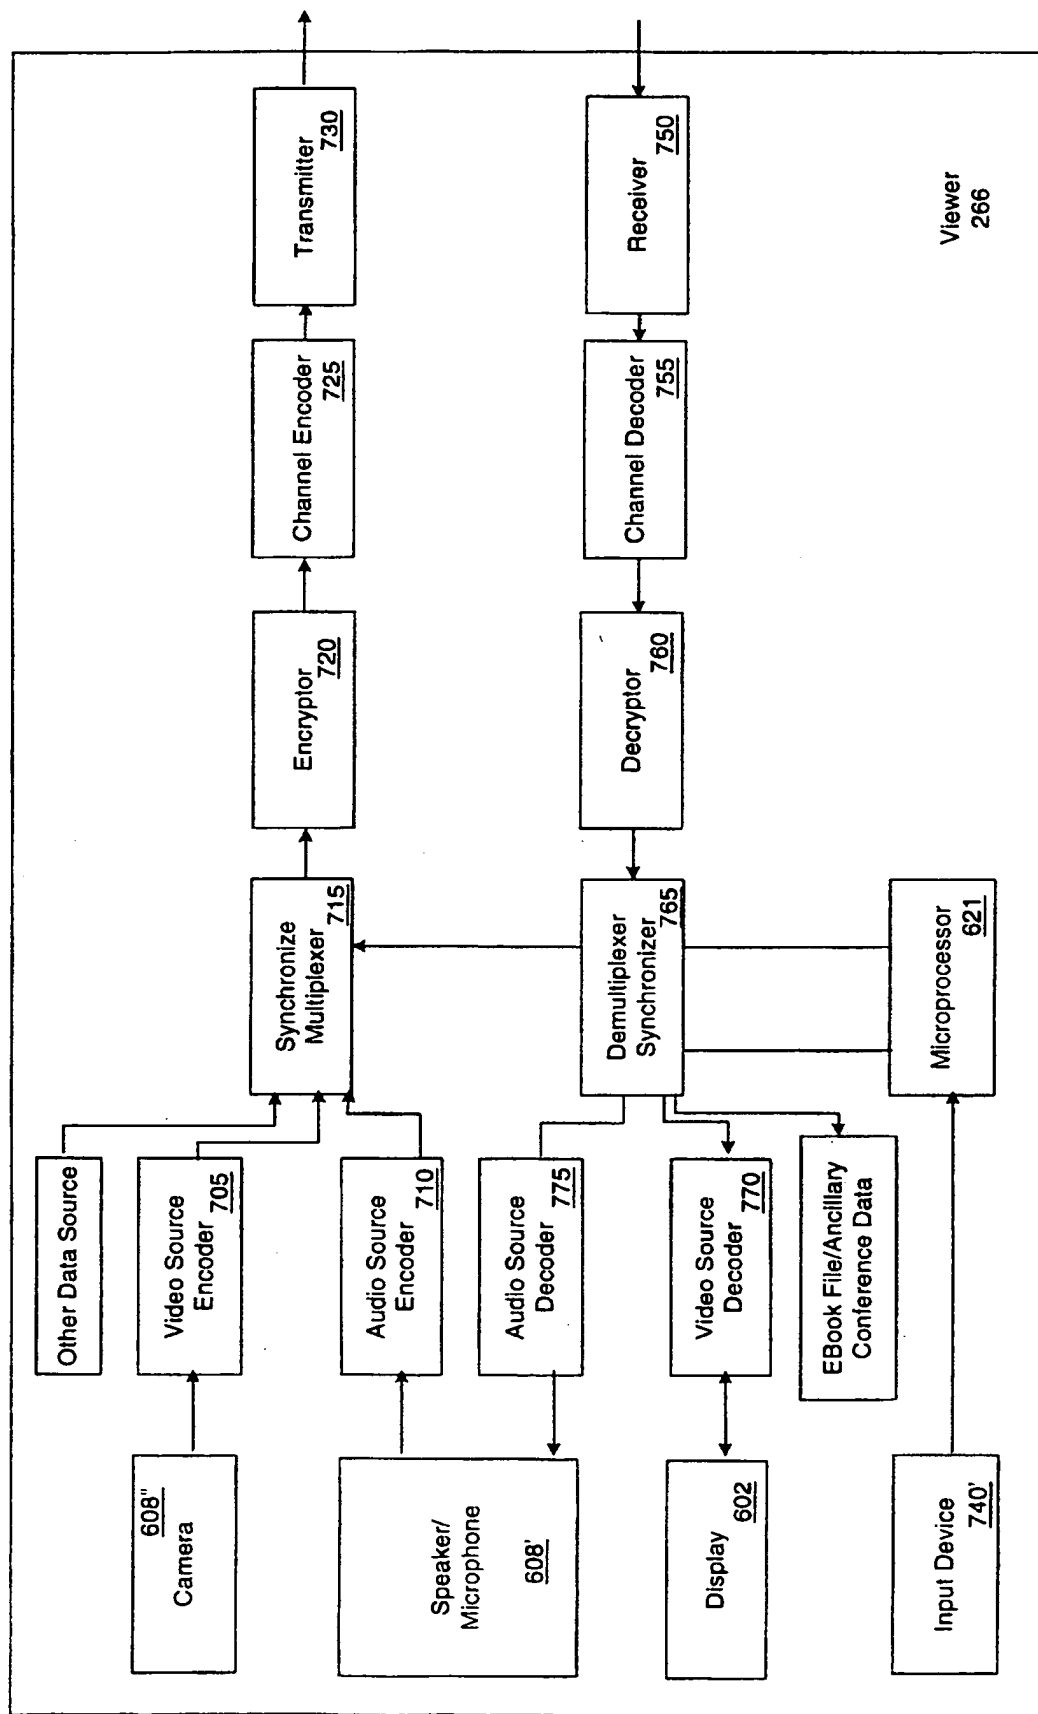 Other Data Source
Camera
608"
Video Source
Encoder
705
Synchronize
Multiplexer
715
Encryptor
720
Channel Encoder
725
Transmitter
730
Speaker/
Microphone
608'
Audio Source
Encoder
710
Audio Source
Decoder
775
Demultiplexer
Synchronizer
765
Decryptor
760
Channel Decoder
755
Receiver
750
Display
602
Video Source
Decoder
770
EBook File/Ancillary
Conference Data
Input Device
740'
Microprocessor
621
Viewer
266